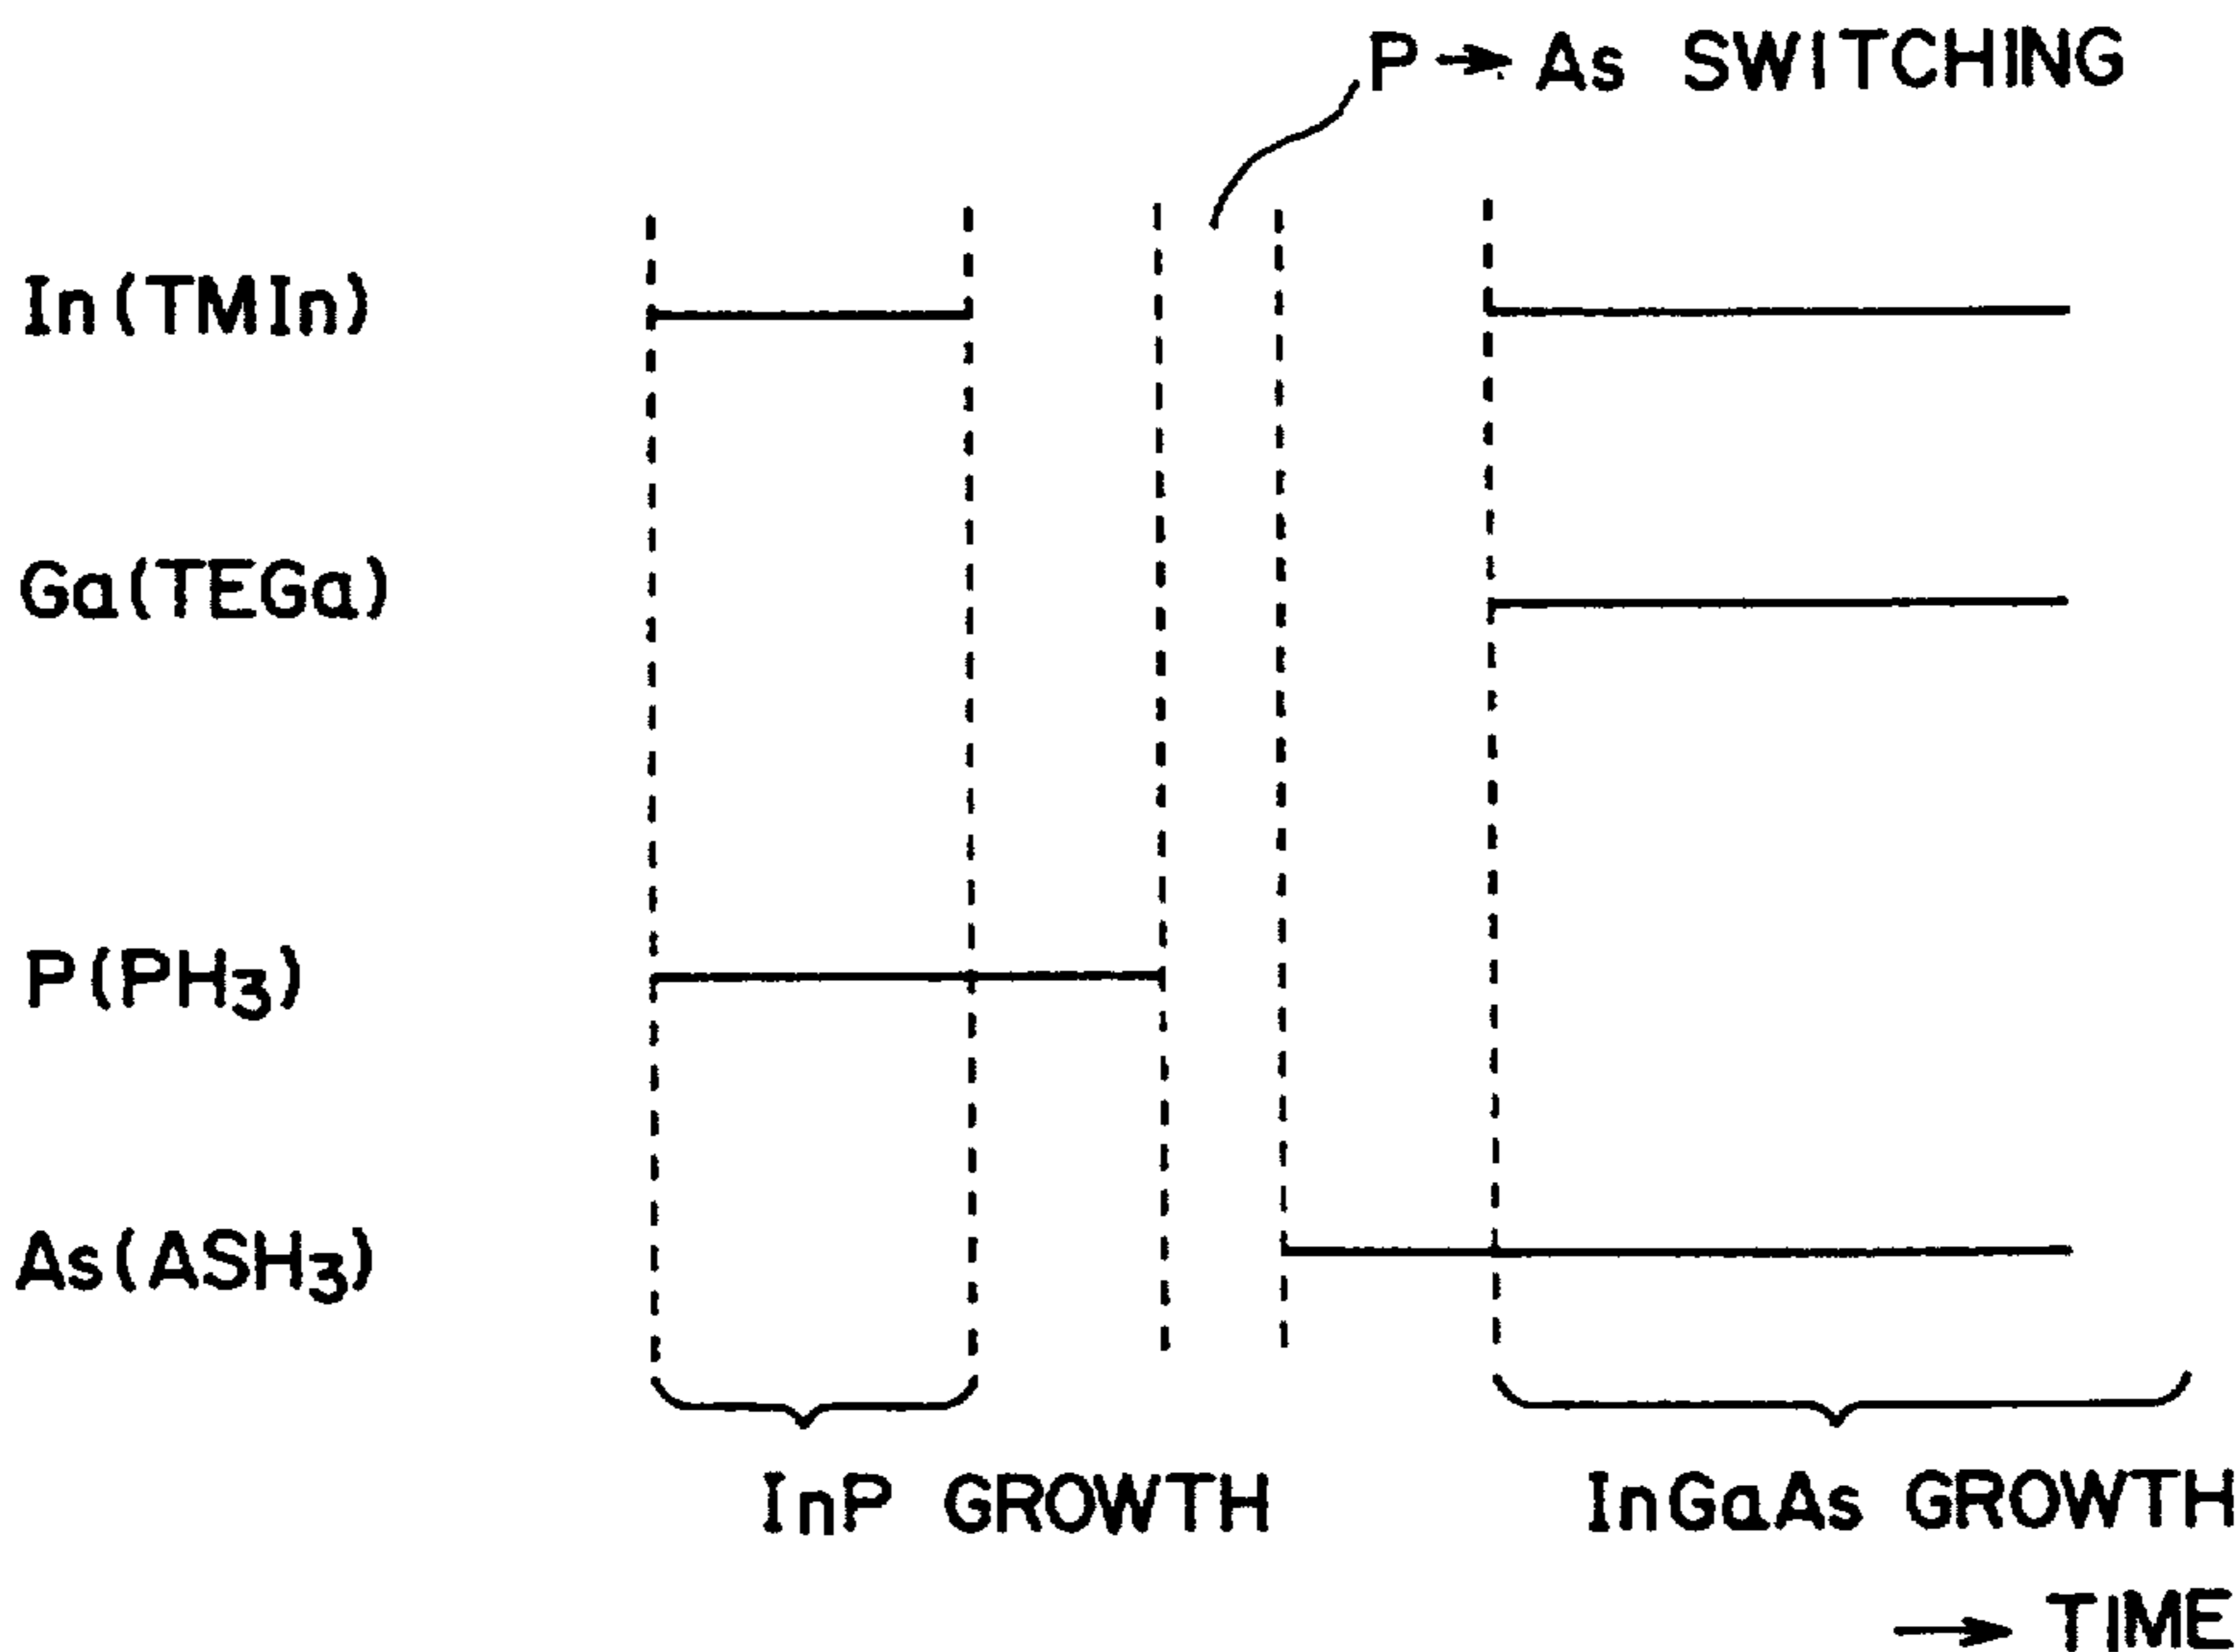 P → As SWITCHING
In(TMIn)
Ga(TEGa)
P(PH₃)
As(ASH₃)
InP GROWTH
InGaAs GROWTH
→ TIME